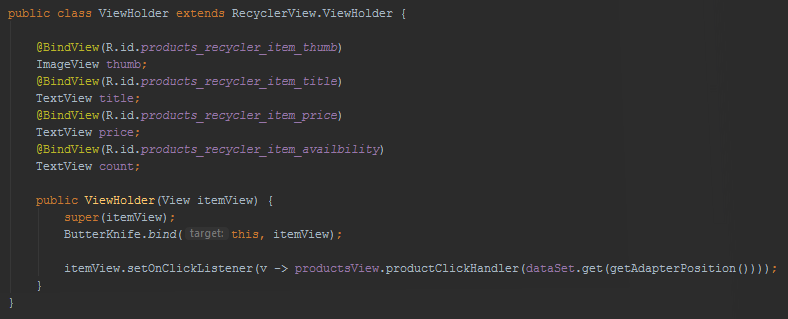 public class ViewHolder extends RecyclerView.ViewHolder {
@BindView(R.id.products_recycler_item_thumb)
ImageView thumb;
@BindView(R.id.products_recycler_item_title)
TextView title;
@BindView(R.id.products_recycler_item_price)
TextView price;
@BindView(R.id.products_recycler_item_availbility)
TextView count;
public ViewHolder(View itemView) {
super(itemView);
ButterKnife.bind( target: this, itemView);
itemView.setOnClickListener(v -> productsView.productClickHandler(dataSet.get(getAdapterPosition())));
}
}